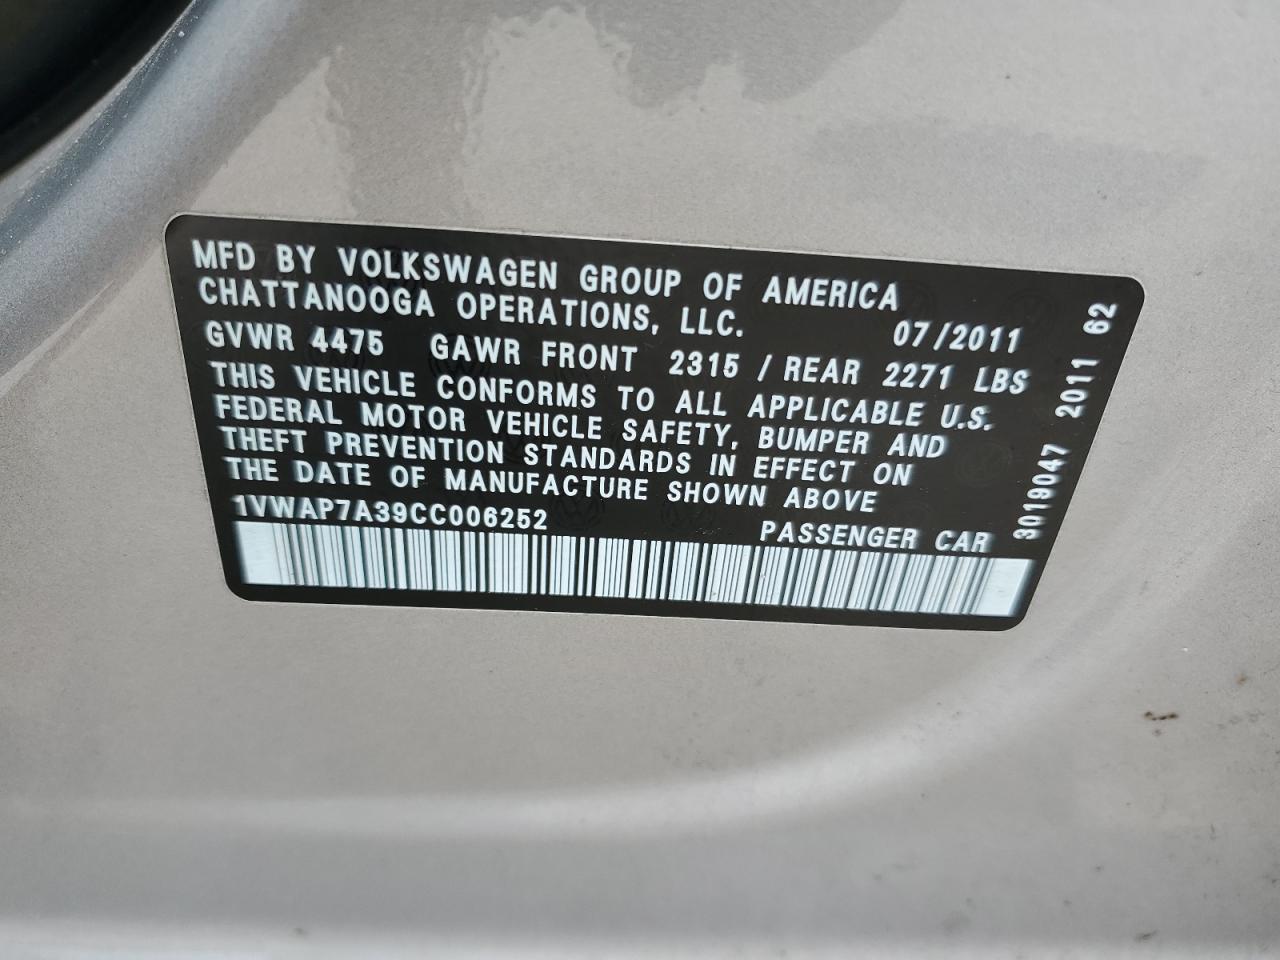 MFD BY VOLKSWAGEN GROUP OF AMERICA
CHATTANOOGA OPERATIONS, LLC. 07/2011
GVWR 4475 GAWR FRONT 2315 / REAR 2271 LBS
THIS VEHICLE CONFORMS TO ALL APPLICABLE U.S.
FEDERAL MOTOR VEHICLE SAFETY, BUMPER AND
THEFT PREVENTION STANDARDS IN EFFECT ON
THE DATE OF MANUFACTURE SHOWN ABOVE
1VWAP7A39CC006252 PASSENGER CAR
3019047 2011 62